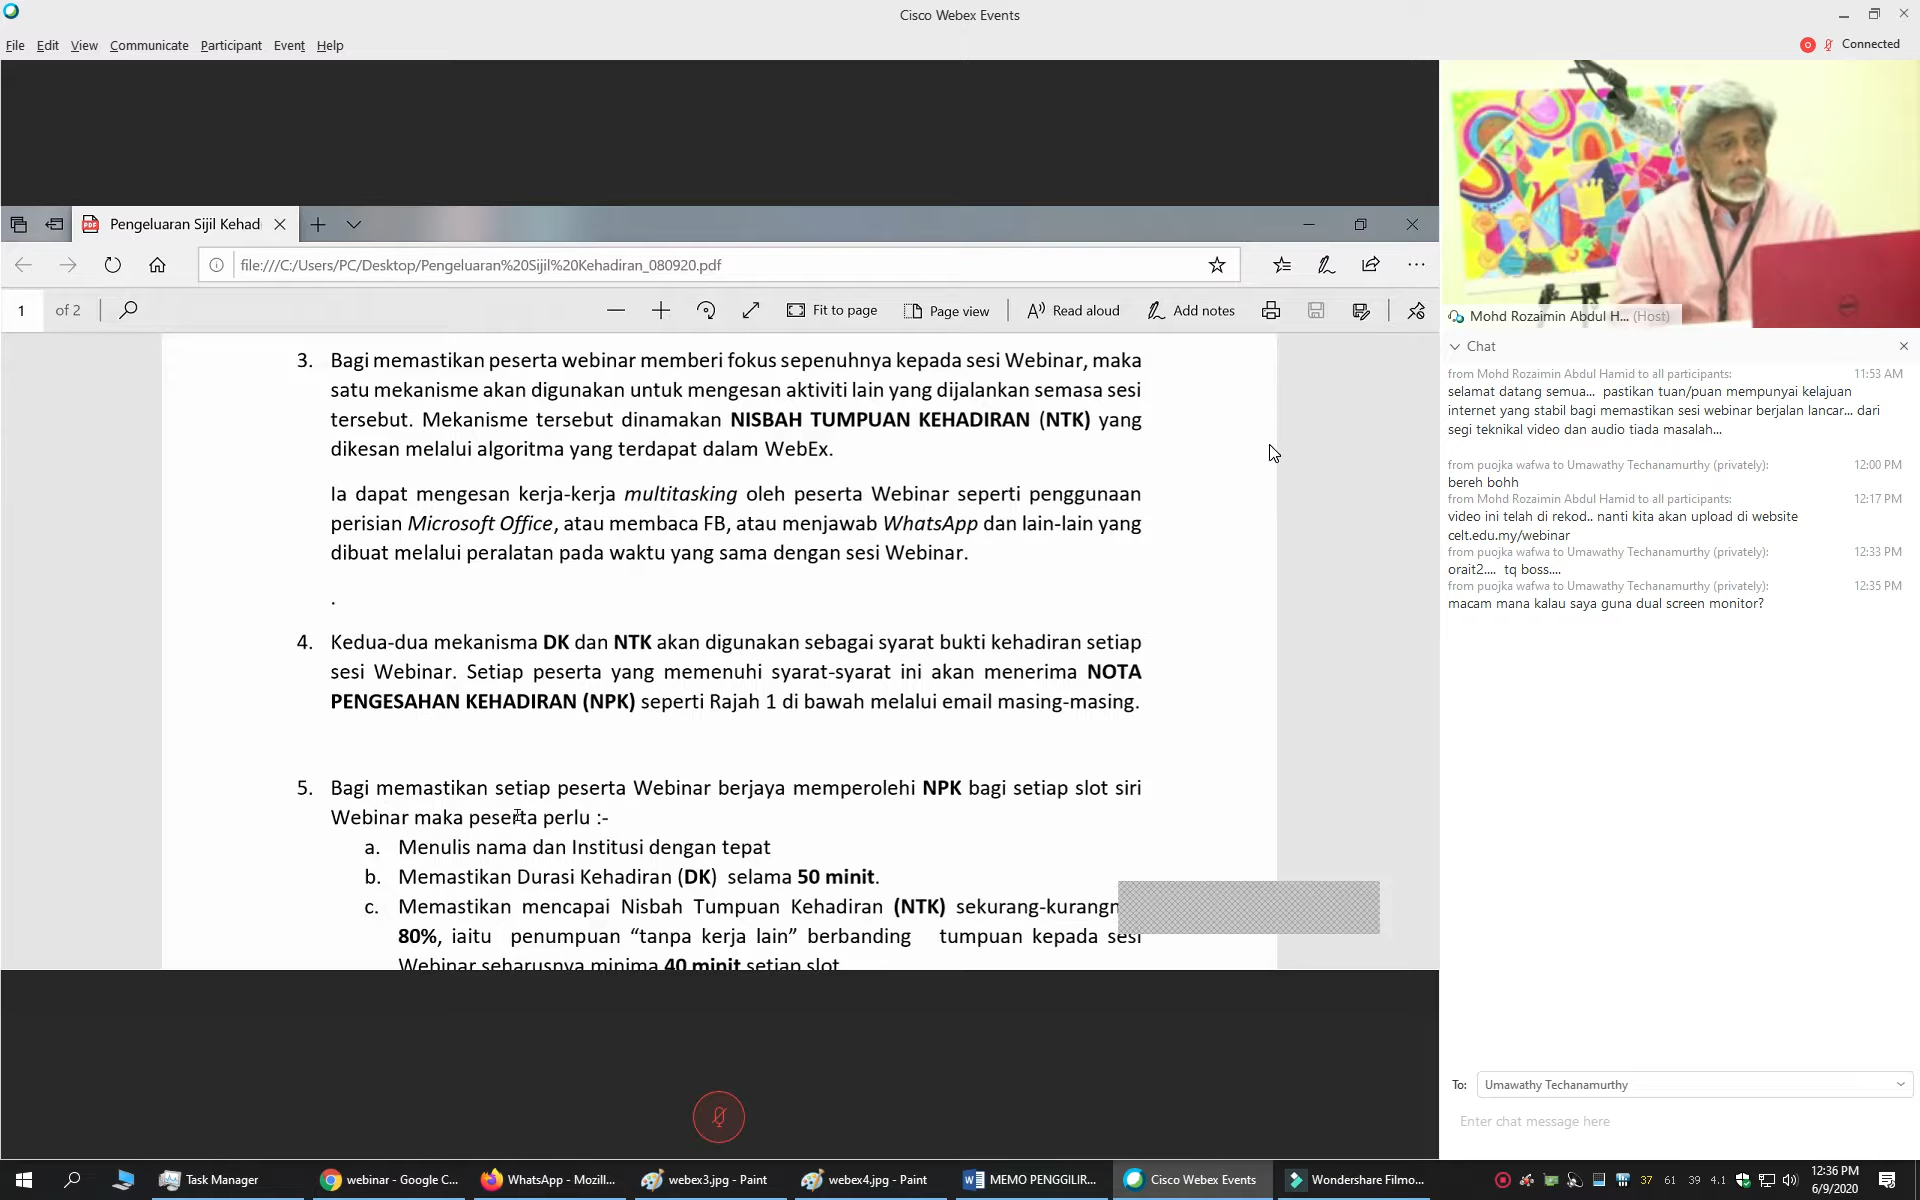 Cisco Webex Events
File Edit View Communicate Participant Event Help
Connected
Pengeluaran Sijil Kehad
file:///C:/Users/PC/Desktop/Pengeluaran%20Sijil%20Kehadiran_080920.pdf
1 of 2
Fit to page Page view Read aloud Add notes
3. Bagi memastikan peserta webinar memberi fokus sepenuhnya kepada sesi Webinar, maka
satu mekanisme akan digunakan untuk mengesan aktiviti lain yang dijalankan semasa sesi
tersebut. Mekanisme tersebut dinamakan NISBAH TUMPUAN KEHADIRAN (NTK) yang
dikesan melalui algoritma yang terdapat dalam WebEx.
Ia dapat mengesan kerja-kerja multitasking oleh peserta Webinar seperti penggunaan
perisian Microsoft Office, atau membaca FB, atau menjawab WhatsApp dan lain-lain yang
dibuat melalui peralatan pada waktu yang sama dengan sesi Webinar.
.
4. Kedua-dua mekanisma DK dan NTK akan digunakan sebagai syarat bukti kehadiran setiap
sesi Webinar. Setiap peserta yang memenuhi syarat-syarat ini akan menerima NOTA
PENGESAHAN KEHADIRAN (NPK) seperti Rajah 1 di bawah melalui email masing-masing.
5. Bagi memastikan setiap peserta Webinar berjaya memperolehi NPK bagi setiap slot siri
Webinar maka peserta perlu :-
a. Menulis nama dan Institusi dengan tepat
b. Memastikan Durasi Kehadiran (DK) selama 50 minit.
c. Memastikan mencapai Nisbah Tumpuan Kehadiran (NTK) sekurang-kurangn
80%, iaitu penumpuan “tanpa kerja lain” berbanding tumpuan kepada sesi
Webinar seharusnya minima 40 minit setiap slot
Mohd Rozaimin Abdul H... (Host)
Chat
from Mohd Rozaimin Abdul Hamid to all participants: 11:53 AM
selamat datang semua... pastikan tuan/puan mempunyai kelajuan
internet yang stabil bagi memastikan sesi webinar berjalan lancar... dari
segi teknikal video dan audio tiada masalah...
from puojka wafwa to Umawathy Techanamurthy (privately): 12:00 PM
bereh bohh
from Mohd Rozaimin Abdul Hamid to all participants: 12:17 PM
video ini telah di rekod.. nanti kita akan upload di website
celt.edu.my/webinar
from puojka wafwa to Umawathy Techanamurthy (privately): 12:33 PM
orait2.... tq boss....
from puojka wafwa to Umawathy Techanamurthy (privately): 12:35 PM
macam mana kalau saya guna dual screen monitor?
To: Umawathy Techanamurthy
Enter chat message here
Task Manager webinar - Google C... WhatsApp - Mozill... webex3.jpg - Paint webex4.jpg - Paint MEMO PENGGILIR... Cisco Webex Events Wondershare Filmo... 37 61 39 4.1 12:36 PM
6/9/2020